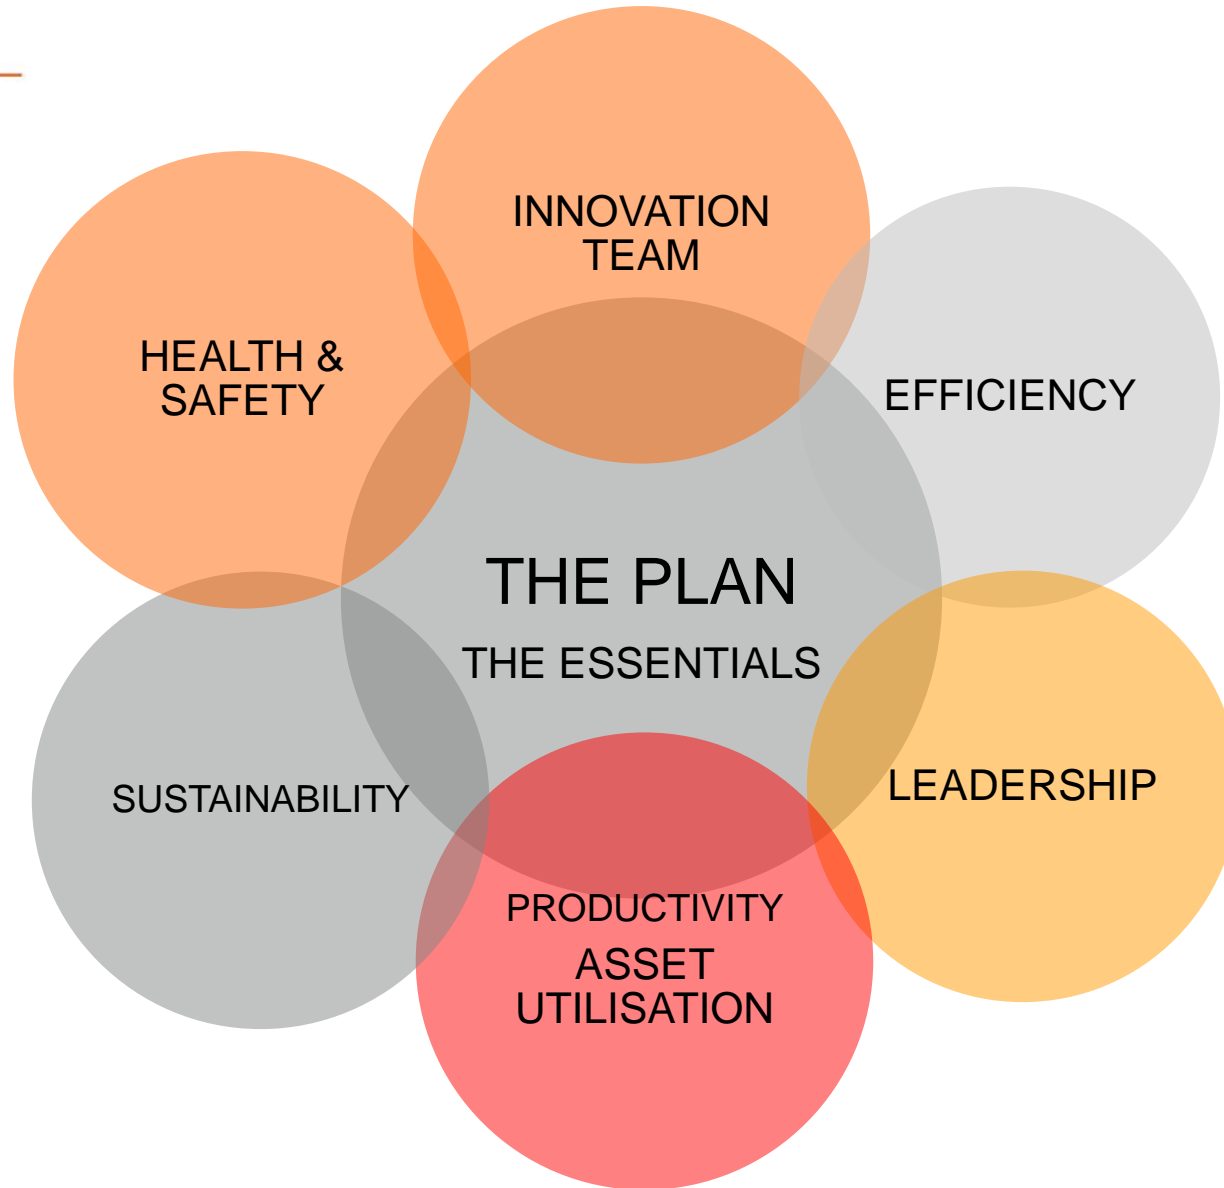 INNOVATION
TEAM
HEALTH &
SAFETY
EFFICIENCY
THE PLAN
THE ESSENTIALS
SUSTAINABILITY
LEADERSHIP
PRODUCTIVITY
ASSET
UTILISATION